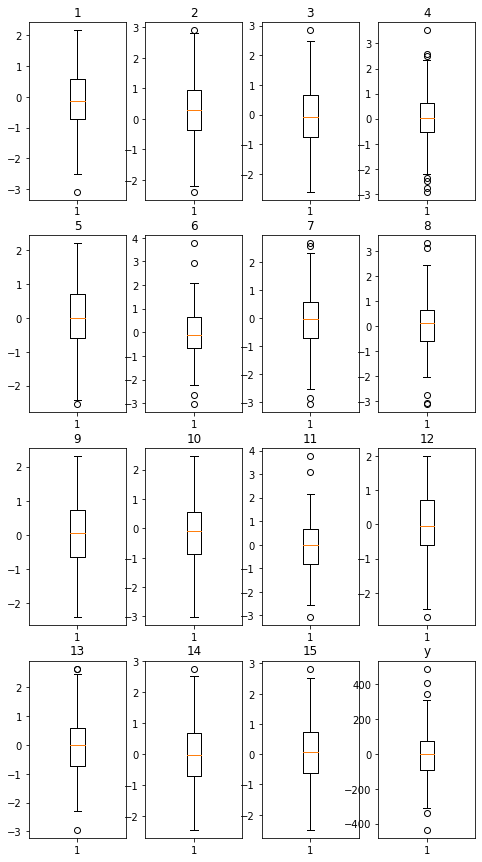 1 2 3 4
2 3 3 3
1 2 2 2
0 1 1 1
−1 0 0 0
−2 −1 −1 −1
−3 −2 −2 −2
−3
1 1 1 1
5 6 7 8
2 4 2 3
1 3 1 2
0 2 0 1
−1 1 −1 0
−2 0 −2 −1
−1 −3 −2
−2 −3
−3
1 1 1 1
9 10 11 12
2 2 4 2
1 1 3 1
0 0 2 0
−1 −1 1 −1
−2 −2 0 −2
−3 −1
−2
−3
1 1 1 1
13 14 15 y
2 3 3 400
1 2 2 200
0 1 1 0
−1 0 0 −200
−2 −1 −1 −400
−3 −2 −2
1 1 1 1